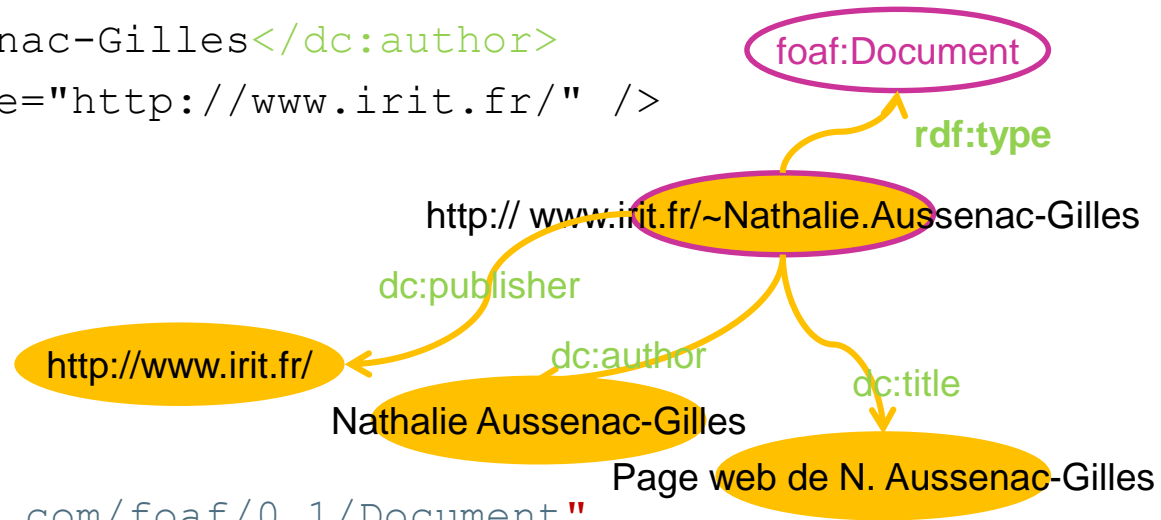 nac-Gilles</dc:author>
e="http://www.irit.fr/" />
foaf:Document
rdf:type
http:// www.irit.fr/~Nathalie.Aussenac-Gilles
dc:publisher
http://www.irit.fr/
dc:author
dc:title
Nathalie Aussenac-Gilles
Page web de N. Aussenac-Gilles
com/foaf/0.1/Document"